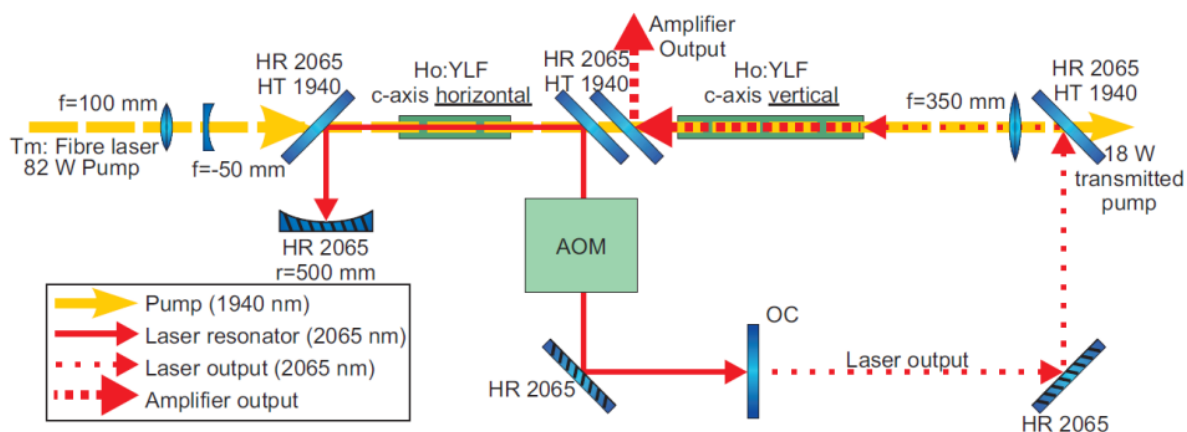 Amplifier
Output
HR 2065
HT 1940
Ho:YLF
c-axis horizontal
HR 2065
HT 1940
Ho:YLF
c-axis vertical
HR 2065
HT 1940
f=100 mm
f=350 mm
Tm: Fibre laser
82 W Pump
f=-50 mm
18 W
transmitted
pump
HR 2065
r=500 mm
AOM
Pump (1940 nm)
Laser resonator (2065 nm)
Laser output (2065 nm)
Amplifier output
OC
Laser output
HR 2065
HR 2065